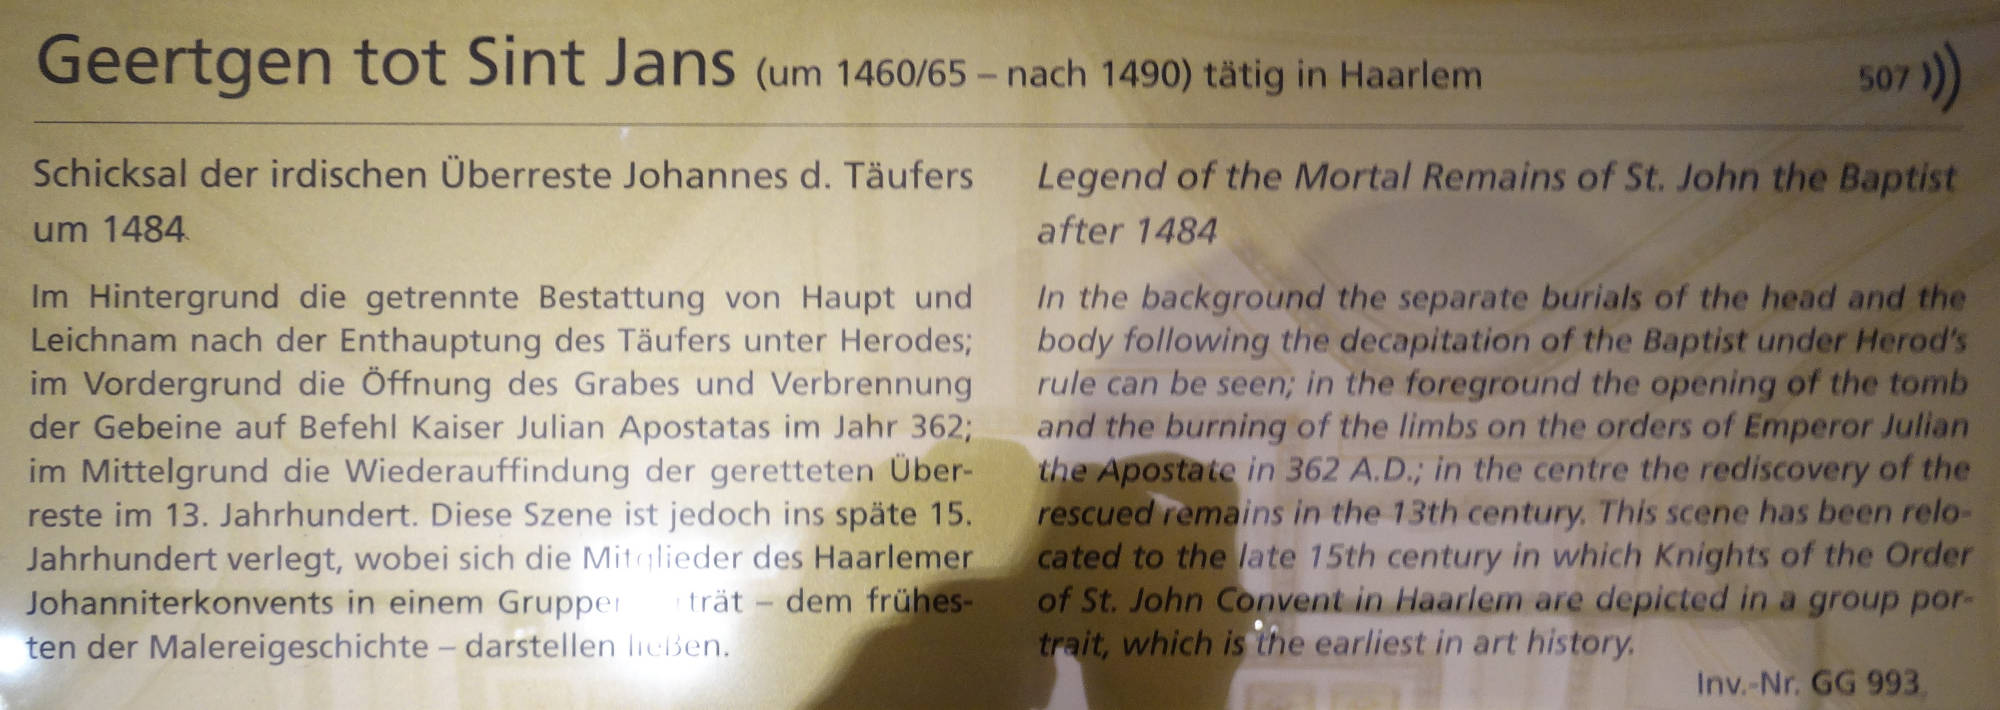 Geertgen tot Sint Jans (um 1460/65 – nach 1490) tätig in Haarlem
507
Schicksal der irdischen Überreste Johannes d. Täufers
um 1484
Im Hintergrund die getrennte Bestattung von Haupt und
Leichnam nach der Enthauptung des Täufers unter Herodes;
im Vordergrund die Öffnung des Grabes und Verbrennung
der Gebeine auf Befehl Kaiser Julian Apostatas im Jahr 362;
im Mittelgrund die Wiederauffindung der geretteten Über-
reste im 13. Jahrhundert. Diese Szene ist jedoch ins späte 15.
Jahrhundert verlegt, wobei sich die Mitglieder des Haarlemer
Johanniterkonvents in einem – dem frühes-
ten der Malereigeschichte – darstellen ließen.
Legend of the Mortal Remains of St. John the Baptist
after 1484
In the background the separate burials of the head and the
body following the decapitation of the Baptist under Herod's
rule can be seen; in the foreground the opening of the tomb
and the burning of the limbs on the orders of Emperor Julian
the Apostate in 362 A.D.; in the centre the rediscovery of the
rescued remains in the 13th century. This scene has been relo-
cated to the late 15th century in which Knights of the Order
of St. John Convent in Haarlem are depicted in a group por-
trait, which is the earliest in art history.
Inv.-Nr. GG 993